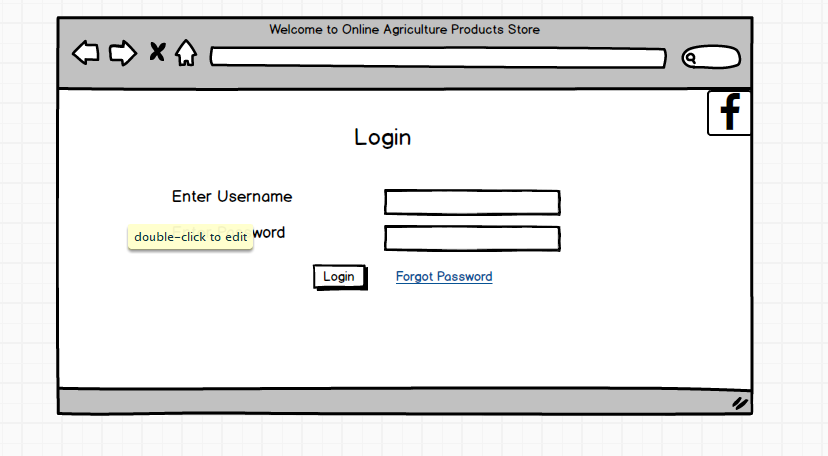 Welcome to Online Agriculture Products Store
f
Login
Enter Username
double-click to edit
word
Login
Forgot Password